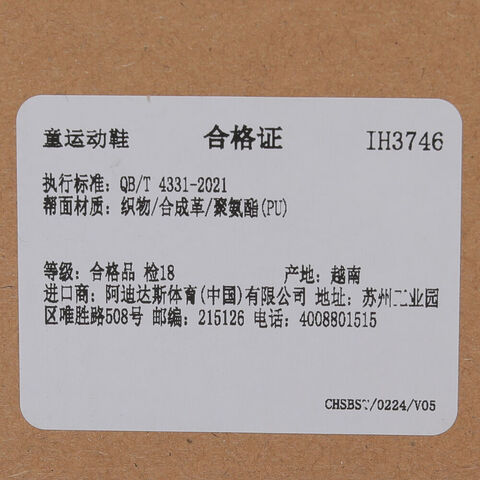 童运动鞋 合格证 IH3746
执行标准: QB/T 4331-2021
帮面材质: 织物/合成革/聚氨酯(PU)
等级: 合格品 检18 产地: 越南
进口商: 阿迪达斯体育(中国)有限公司 地址: 苏州工业园
区唯胜路508号 邮编: 215126 电话: 4008801515
CHSBST/0224/V05